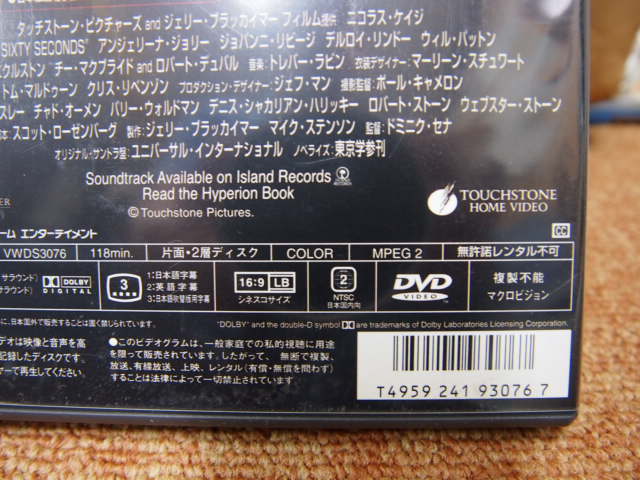 タッチストーン・ピクチャーズ and ジェリー・ブラッカイマー フィルム提供 ニコラス・ケイジ
SIXTY SECONDS" アンジェリーナ・ジョリー ジョバンニ・リビージ デルロイ・リンドー ウィル・パットン
クルストン チー・マクブライド and ロバート・デュバル 音楽:トレバー・ラビン 衣装デザイナー:マーリーン・スチュワート
トム・マルドゥーン クリス・リベンゾン プロダクション・デザイナー:ジェフ・マン 撮影監督:ポール・キャメロン
スレー チャド・オーメン バリー・ウォルドマン デニス・シャカリアン・ハリッキー ロバート・ストーン ウェブスター・ストーン
本:スコット・ローゼンバーグ 製作:ジェリー・ブラッカイマー マイク・ステンソン 監督:ドミニク・セナ
オリジナル・サントラ盤:ユニバーサル・インターナショナル ノベライズ:東京学参刊
Soundtrack Available on Island Records
Read the Hyperion Book
© Touchstone Pictures.
TOUCHSTONE
HOME VIDEO
ーム エンターテイメント
CC
VWDS3076 118min. 片面・2層ディスク COLOR MPEG 2 無許諾レンタル不可
サラウンド)
サラウンド)
DOLBY
DIGITAL
3
1:日本語字幕
2:英語字幕
3:日本語吹替版用字幕
16:9 LB
シネスコサイズ
2
NTSC
日本国内向
DVD
VIDEO
複製不能
マクロビジョン
に、日本国外で販売することは固く禁じられています。
"DOLBY" and the double-D symbol are trademarks of Dolby Laboratories Licensing Corporation.
デオは映像と音声を高
記録したディスクです。
ヤーで再生してください。
●このビデオグラムは、一般家庭での私的視聴に用途
を限って販売されています。したがって、無断で複製、
放送、有線放送、上映、レンタル(有償・無償を問わず)
することは法律によって一切禁止されています。
T4959 241 93076 7